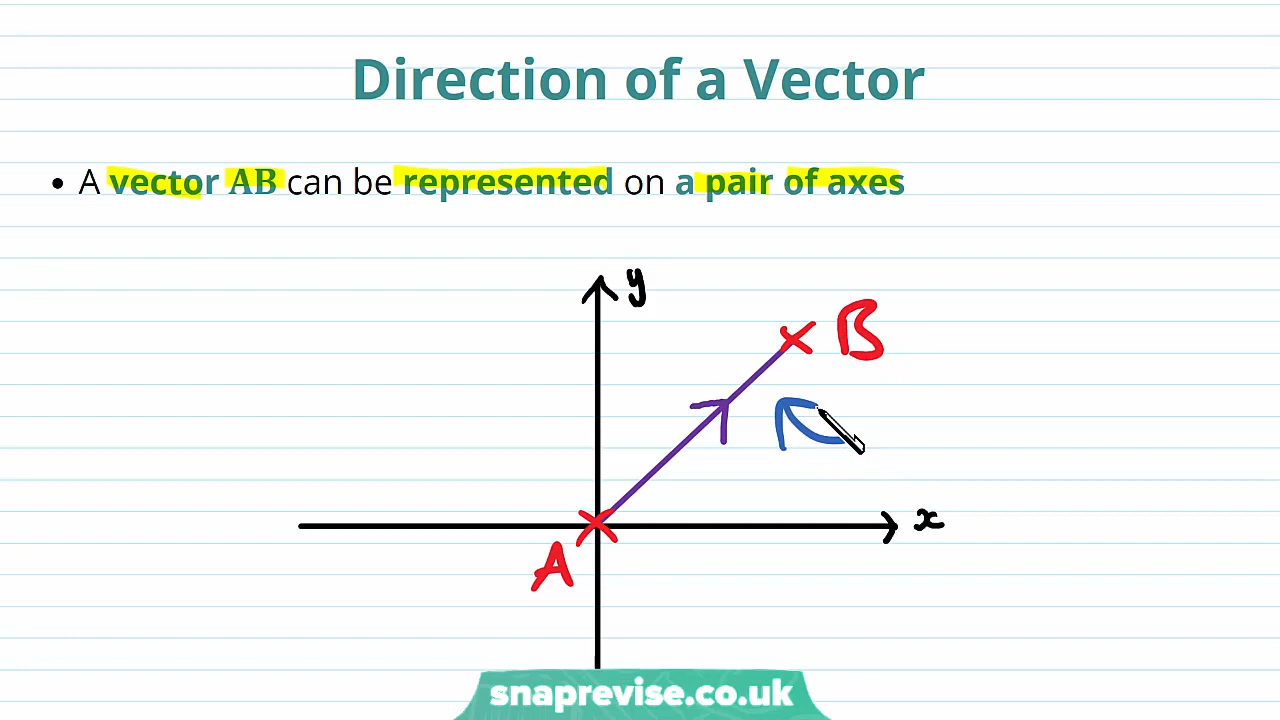 Direction of a Vector
• A vector AB can be represented on a pair of axes
y
B
x
A
snaprevise.co.uk